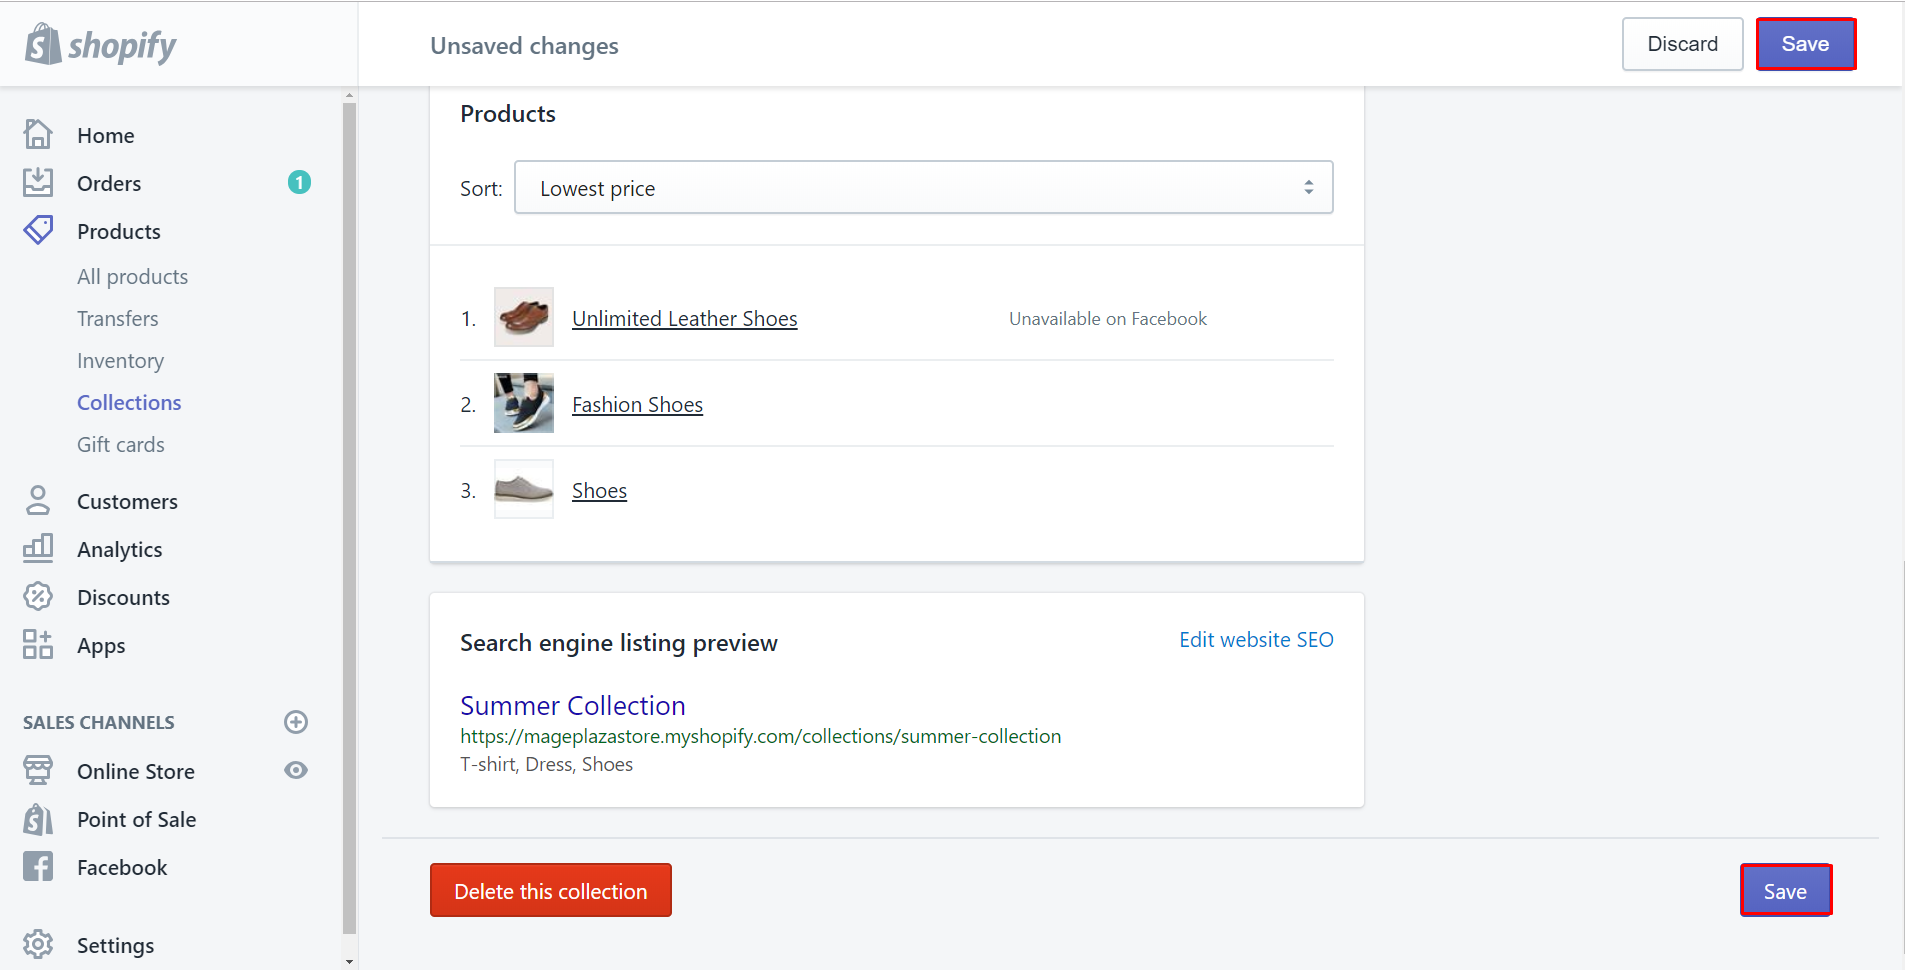 shopify
Unsaved changes
Discard
Save
Home
Orders
1
Products
All products
Transfers
Inventory
Collections
Gift cards
Customers
Analytics
Discounts
Apps
SALES CHANNELS
Online Store
Point of Sale
Facebook
Settings
Products
Sort: Lowest price
1. Unlimited Leather Shoes Unavailable on Facebook
2. Fashion Shoes
3. Shoes
Search engine listing preview
Edit website SEO
Summer Collection
https://mageplazastore.myshopify.com/collections/summer-collection
T-shirt, Dress, Shoes
Delete this collection
Save